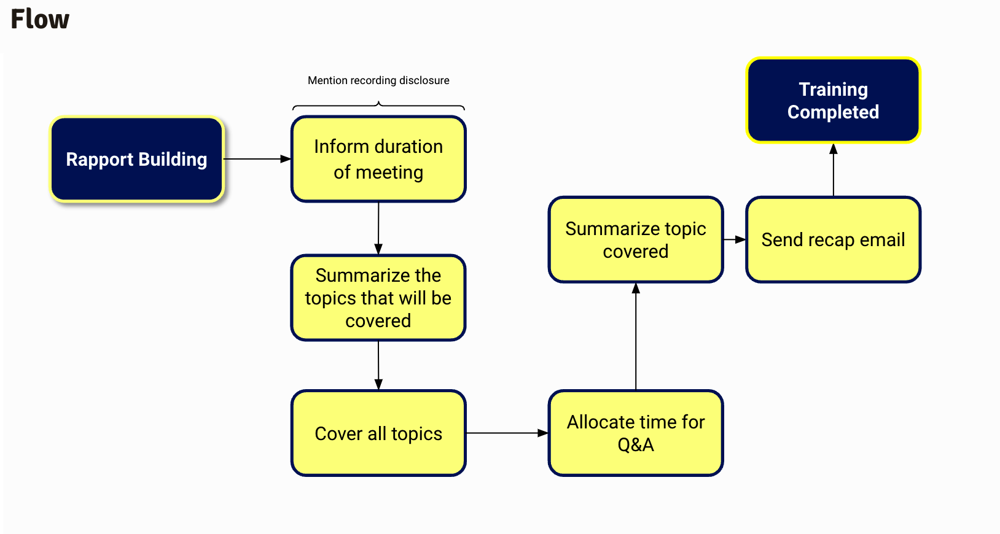 Flow
Mention recording disclosure
Rapport Building
Inform duration
of meeting
Summarize the
topics that will be
covered
Cover all topics
Allocate time for
Q&A
Summarize topic
covered
Send recap email
Training
Completed